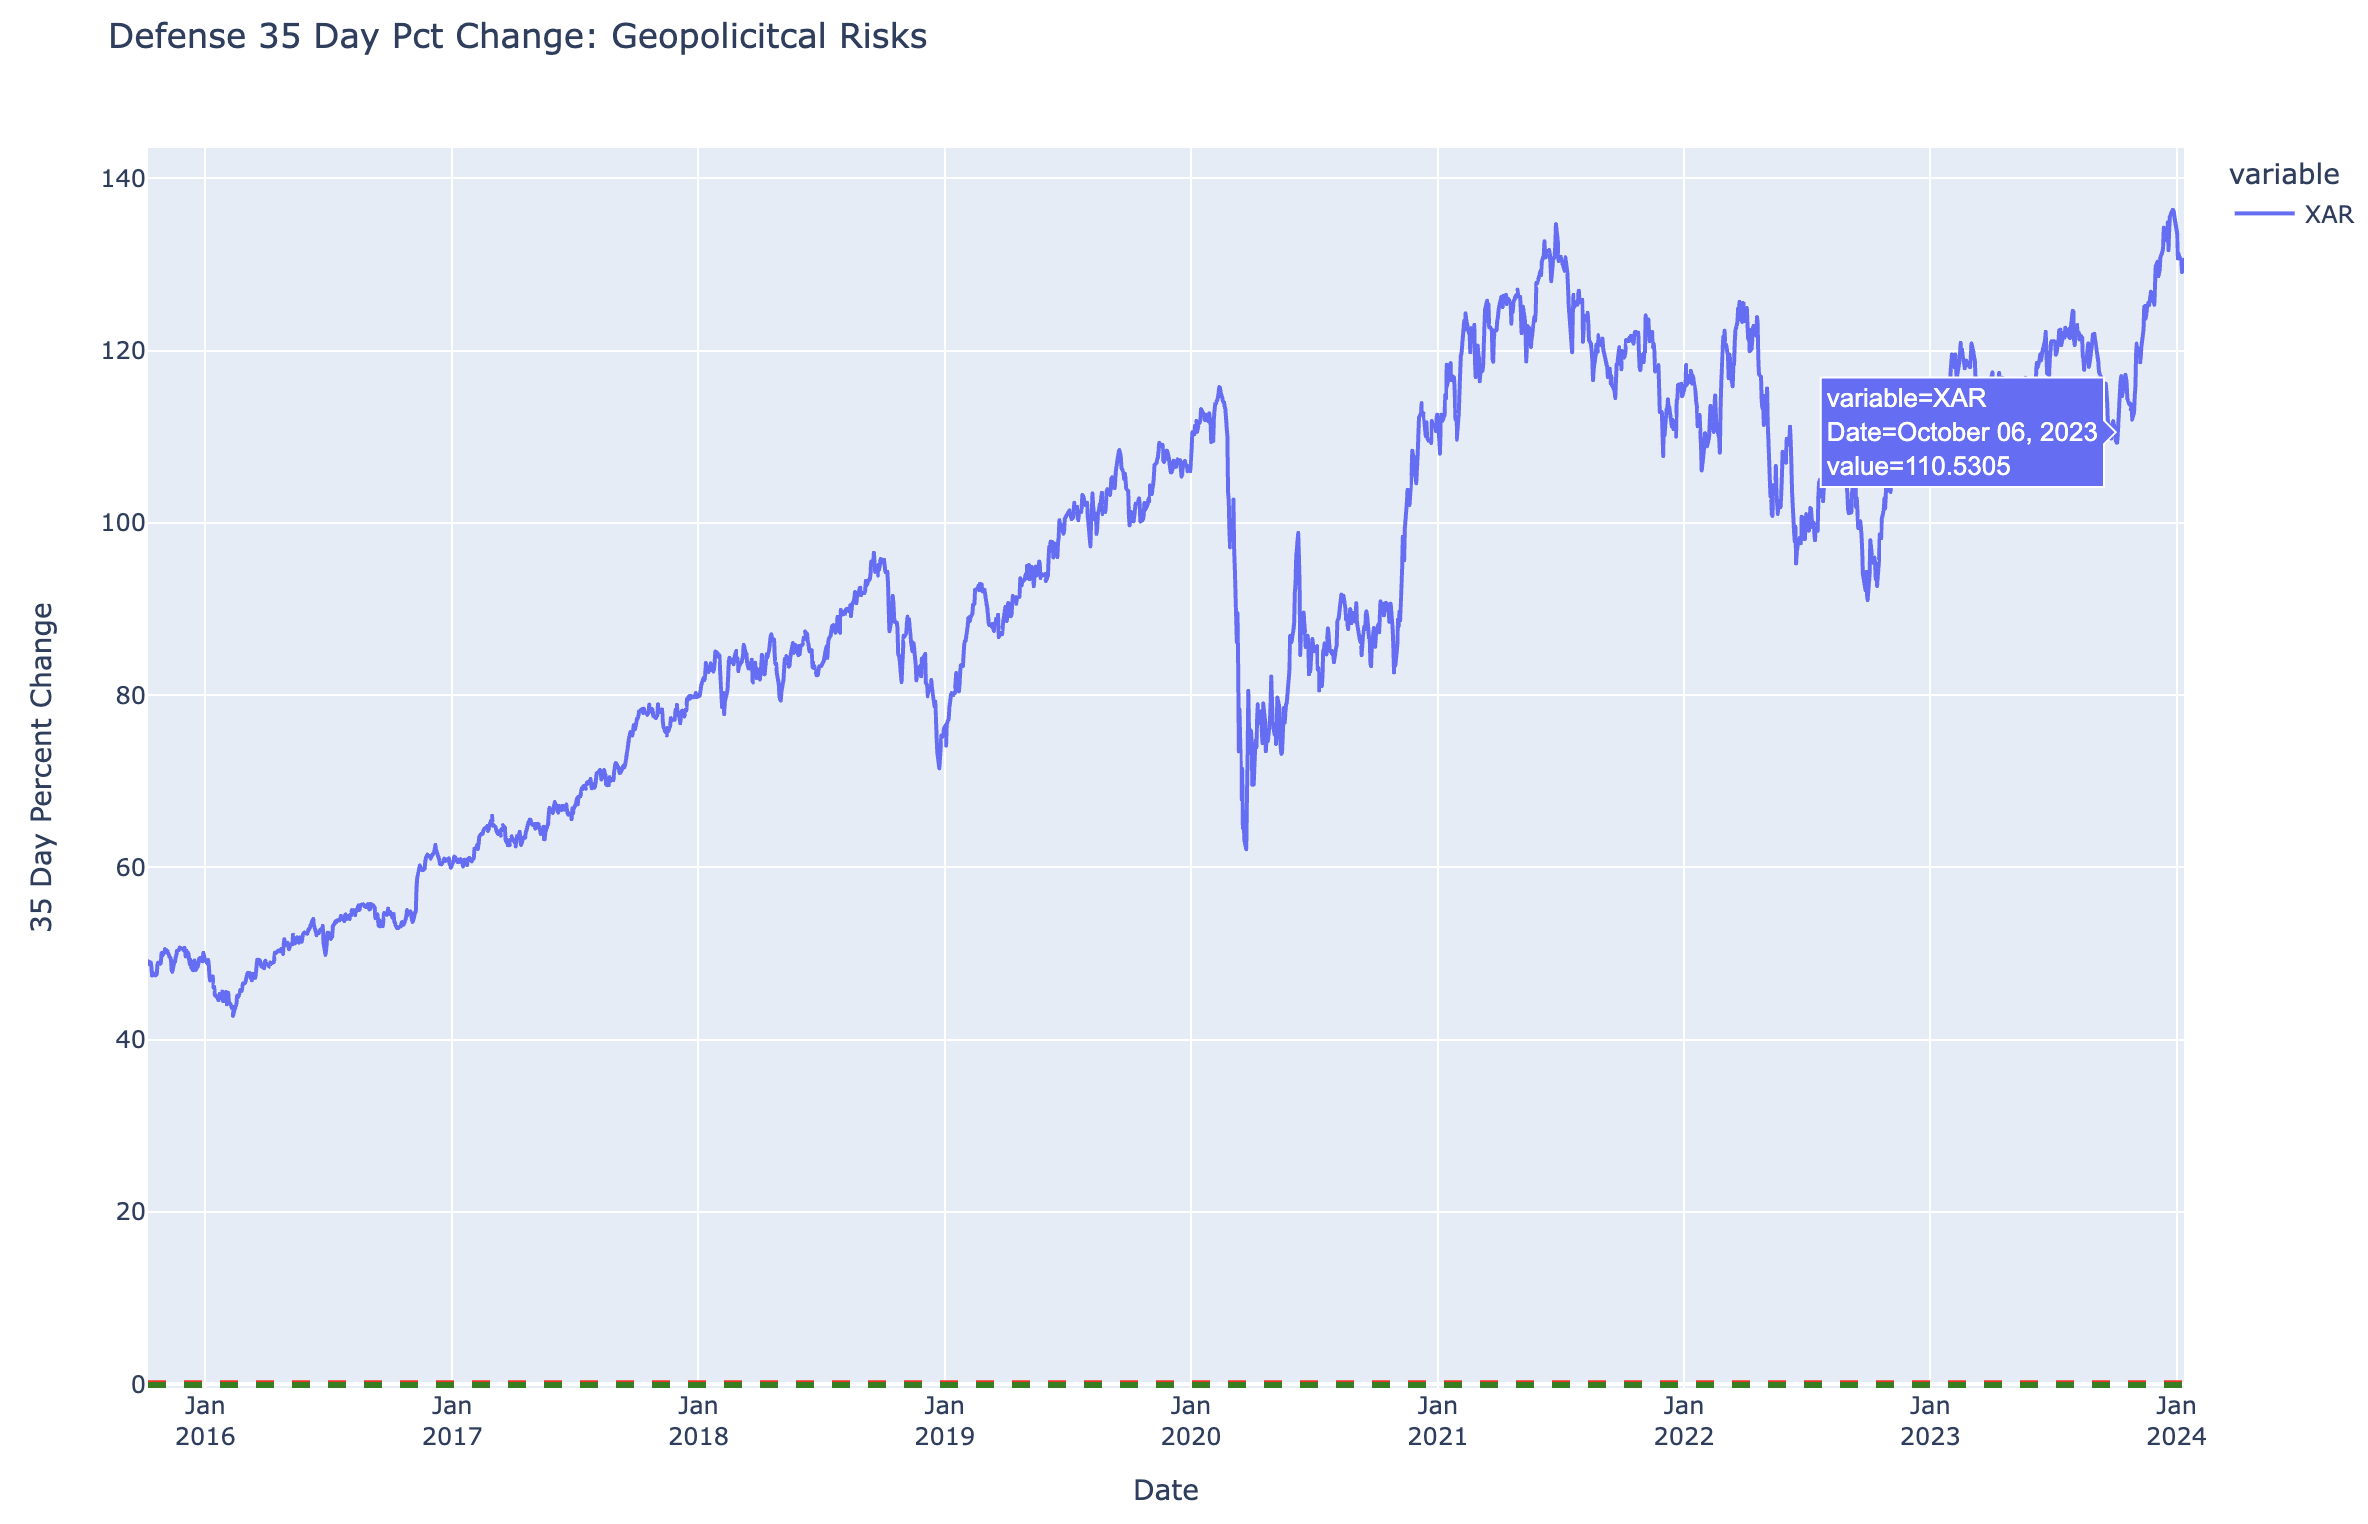 Defense 35 Day Pct Change: Geopolicitcal Risks
variable
XAR
35 Day Percent Change
140
120
100
80
60
40
20
0
variable=XAR
Date=October 06, 2023
value=110.5305
Jan
2016
Jan
2017
Jan
2018
Jan
2019
Jan
2020
Jan
2021
Jan
2022
Jan
2023
Jan
2024
Date